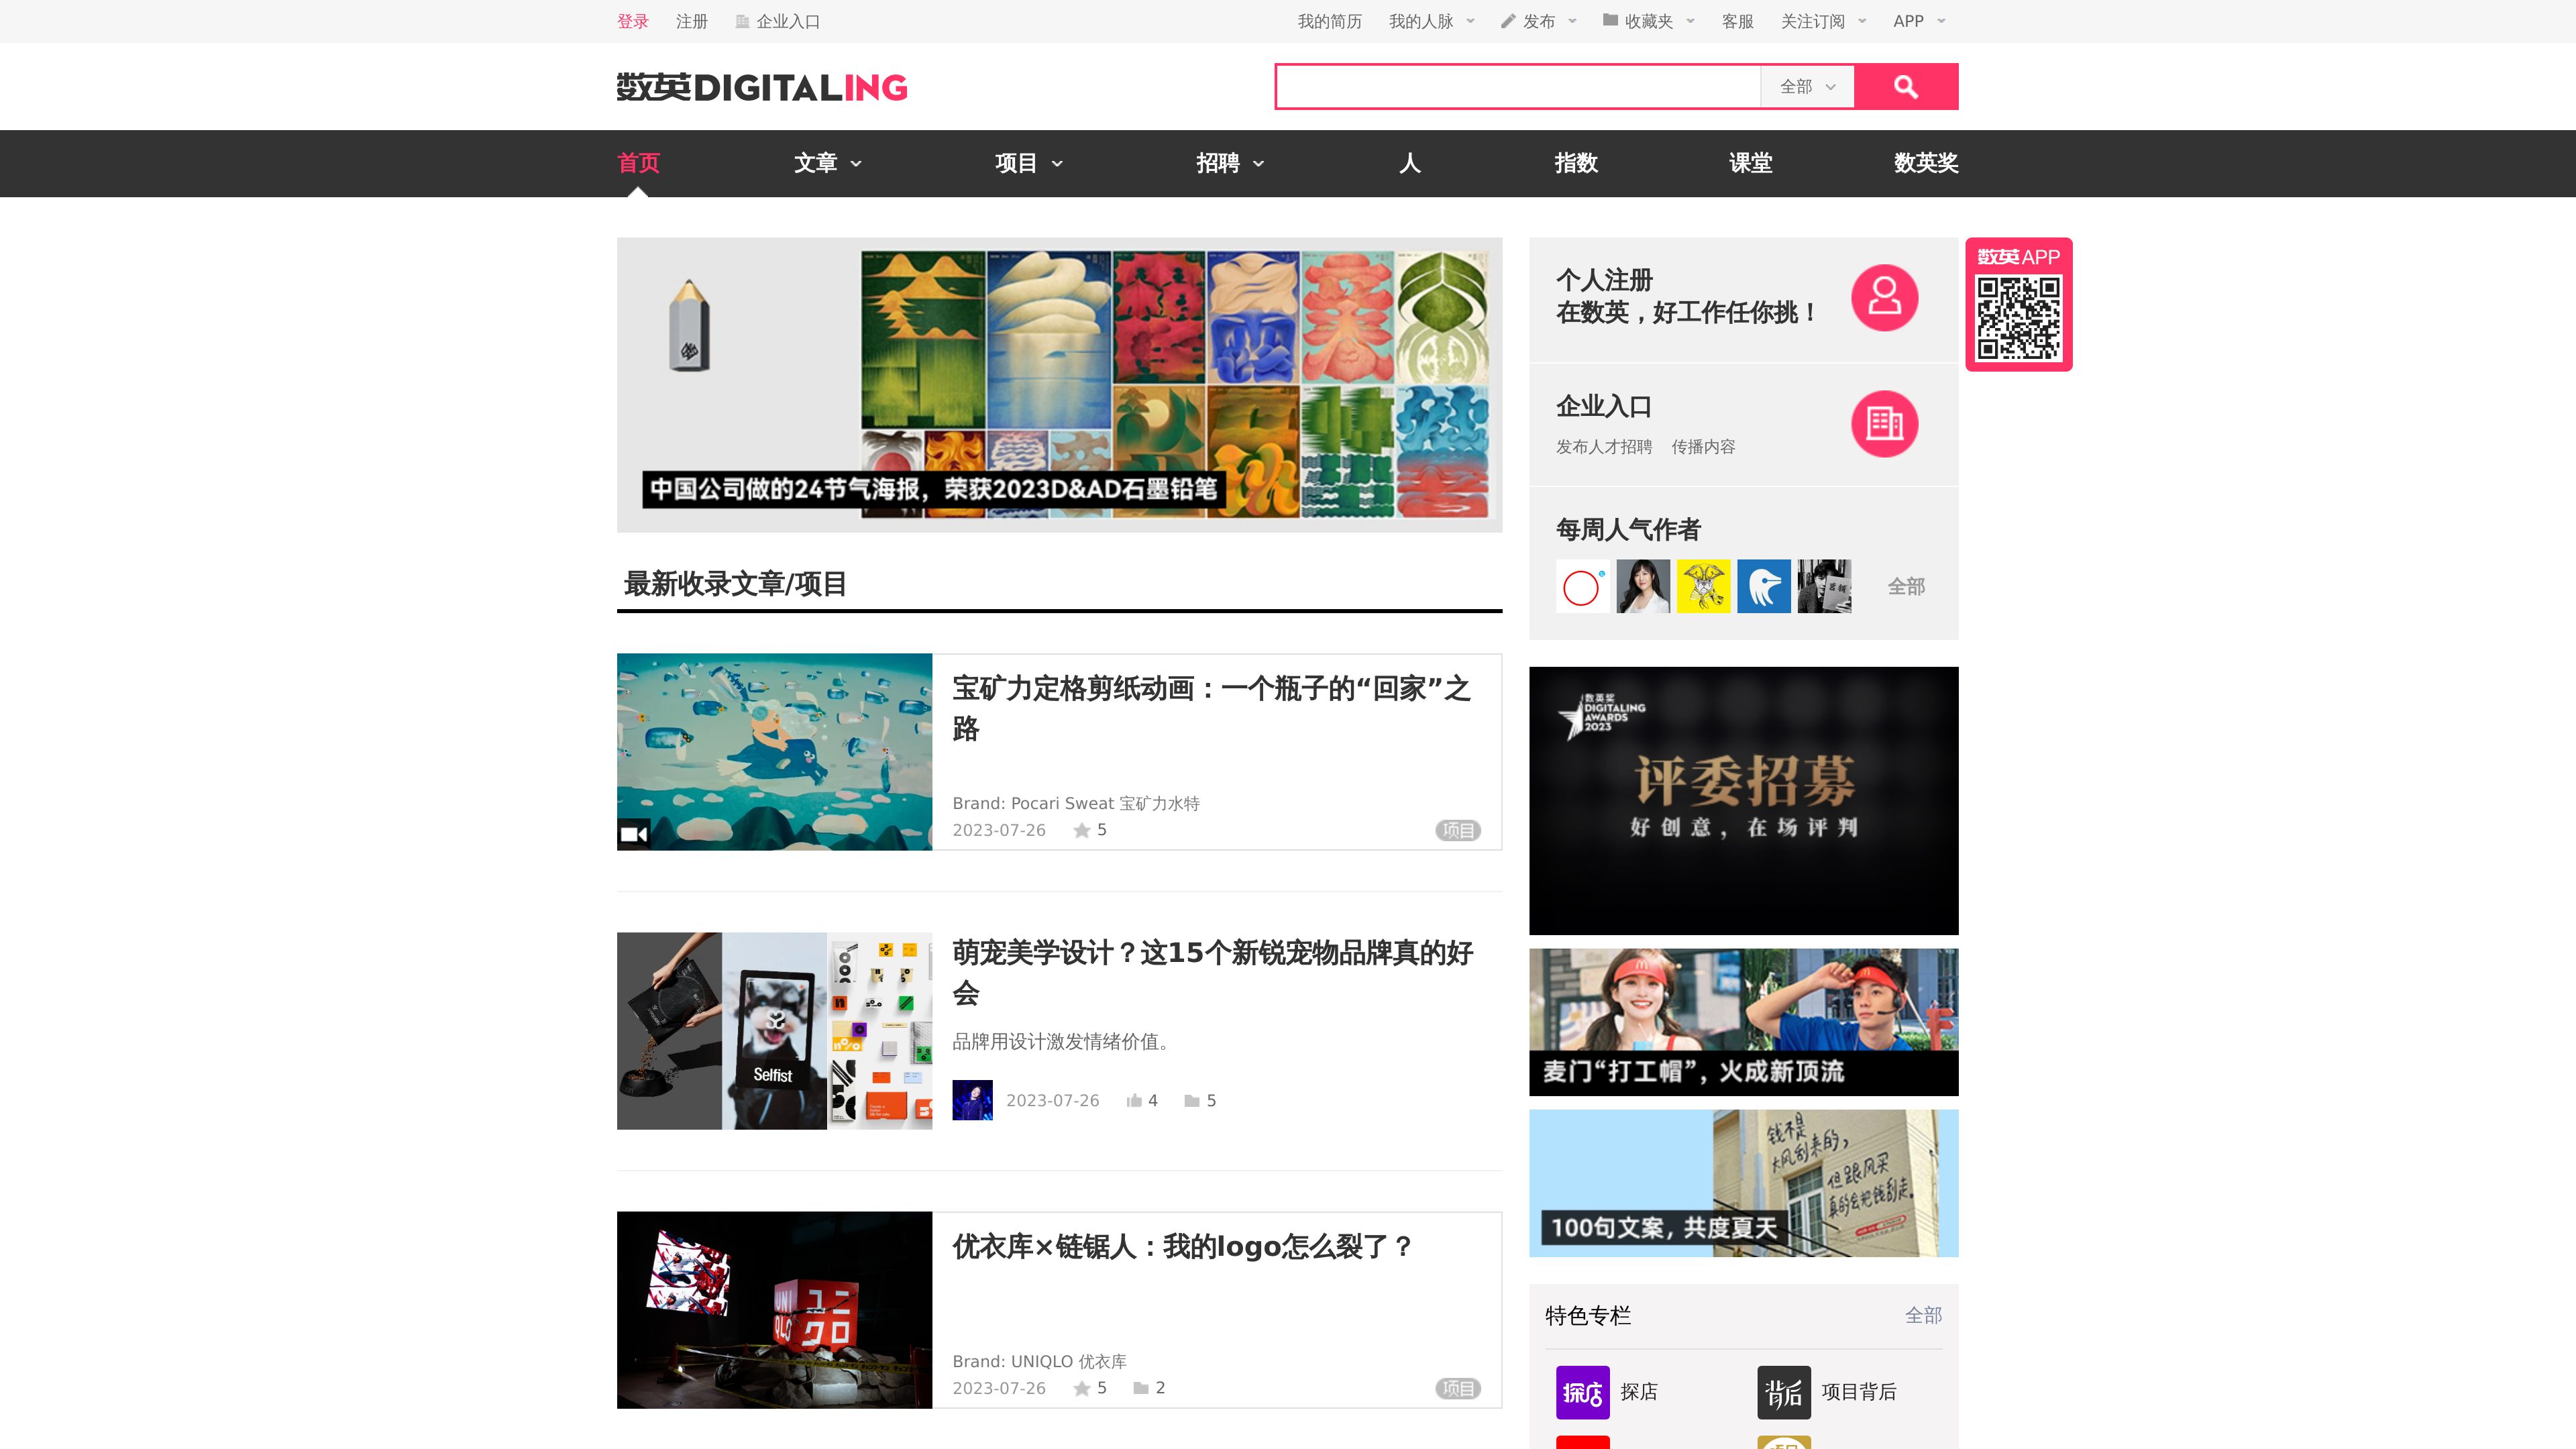 登录 注册 企业入口 我的简历 我的人脉 发布 收藏夹 客服 关注订阅 APP
数英DIGITALING 全部
首页 文章 项目 招聘 人 指数 课堂 数英奖
中国公司做的24节气海报，荣获2023D&AD石墨铅笔
个人注册
在数英，好工作任你挑！
数英APP
企业入口
发布人才招聘 传播内容
每周人气作者
全部
最新收录文章/项目
宝矿力定格剪纸动画：一个瓶子的“回家”之
路
Brand: Pocari Sweat 宝矿力水特
2023-07-26 5 项目
数英奖
DIGITALING
AWARDS
2023
评委招募
好创意，在场评判
萌宠美学设计？这15个新锐宠物品牌真的好
会
品牌用设计激发情绪价值。
2023-07-26 4 5
Selfist
麦门“打工帽”，火成新顶流
钱不是
大风刮来的，
但跟风买
真的会把钱刮走。
100句文案，共度夏天
优衣库×链锯人：我的logo怎么裂了？
Brand: UNIQLO 优衣库
2023-07-26 5 2 项目
UNI
QLO
ユニ
クロ
特色专栏 全部
探店 探店
背后 项目背后